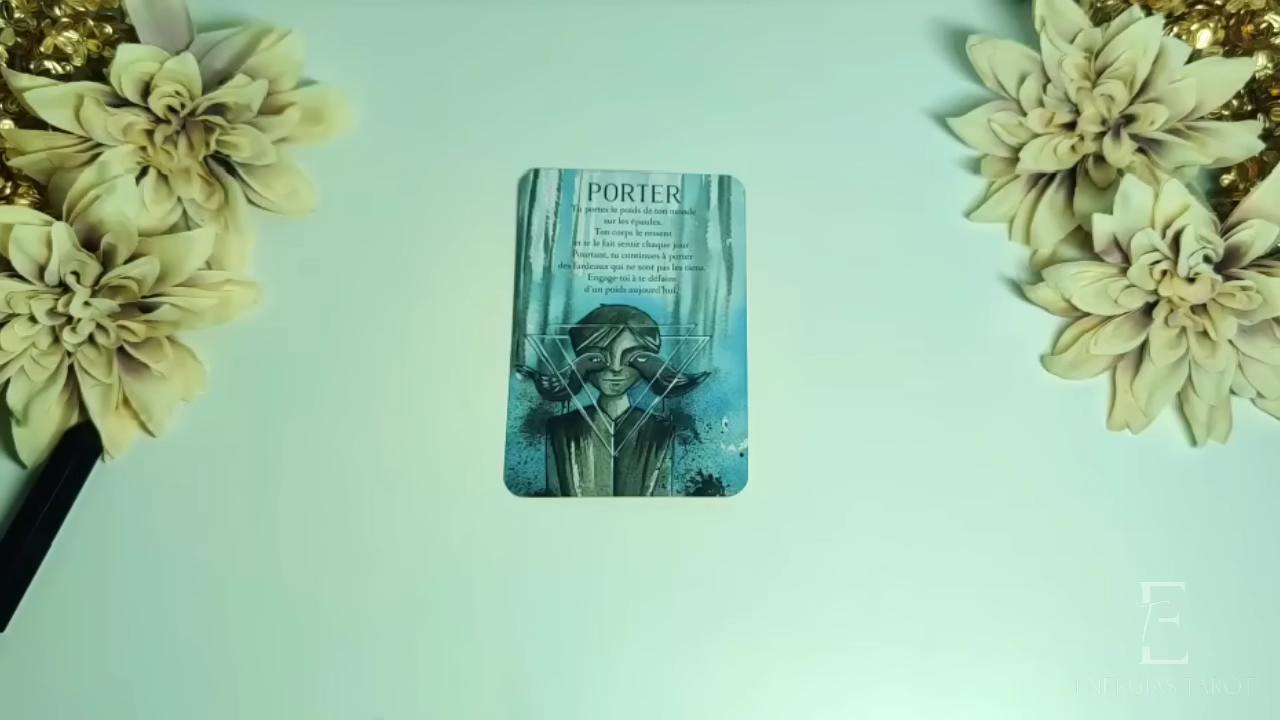 PORTER
Tu portes le poids de ton monde
sur les épaules.
Ton corps le ressent
et te le fait sentir chaque jour.
Pourtant, tu continues à porter
des fardeaux qui ne sont pas les tiens.
Engage-toi à te défaire
d'un poids aujourd'hui.
E
ENERGIAS TAROT